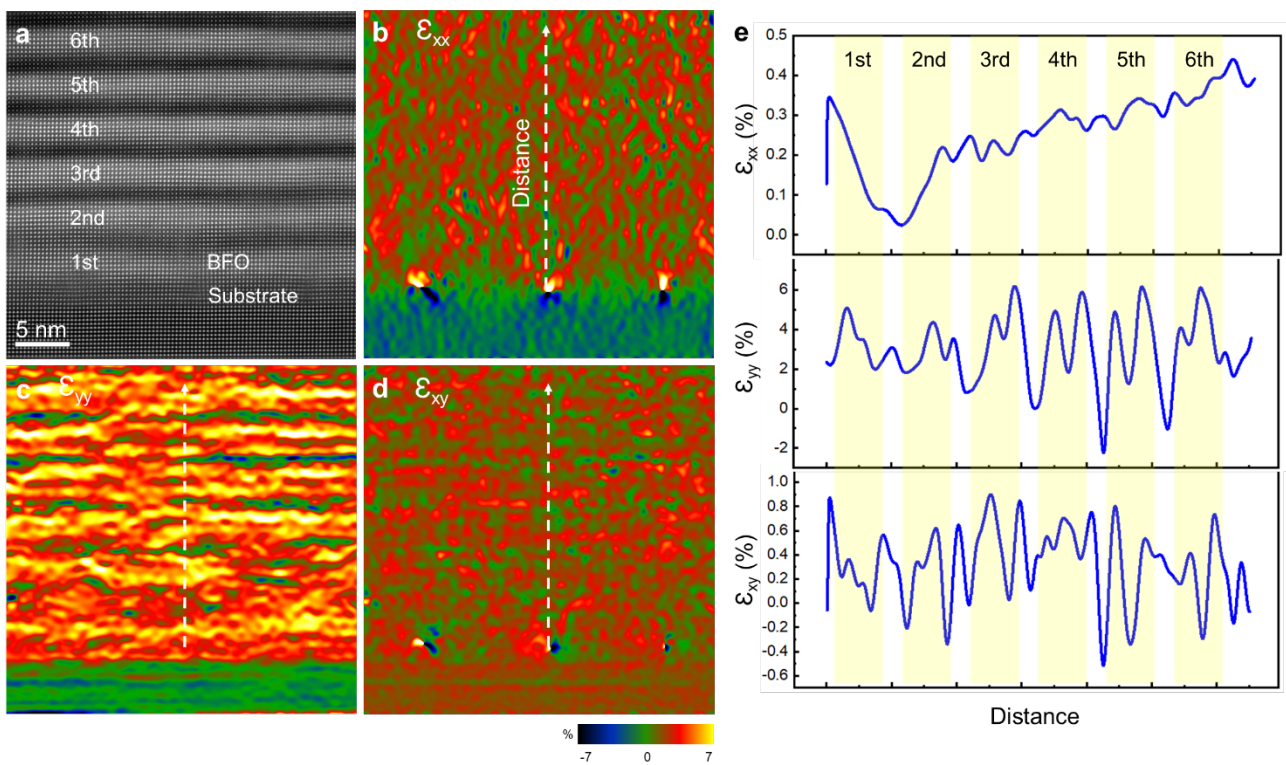 a
6th
5th
4th
3rd
2nd
1st BFO
Substrate
5 nm
b εxx
Distance
c εyy
d εxy
%
-7 0 7
e
1st 2nd 3rd 4th 5th 6th
0.5
0.4
0.3
0.2
0.1
0.0
εxx (%)
6
4
2
0
-2
εyy (%)
1.0
0.8
0.6
0.4
0.2
0.0
-0.2
-0.4
-0.6
εxy (%)
Distance